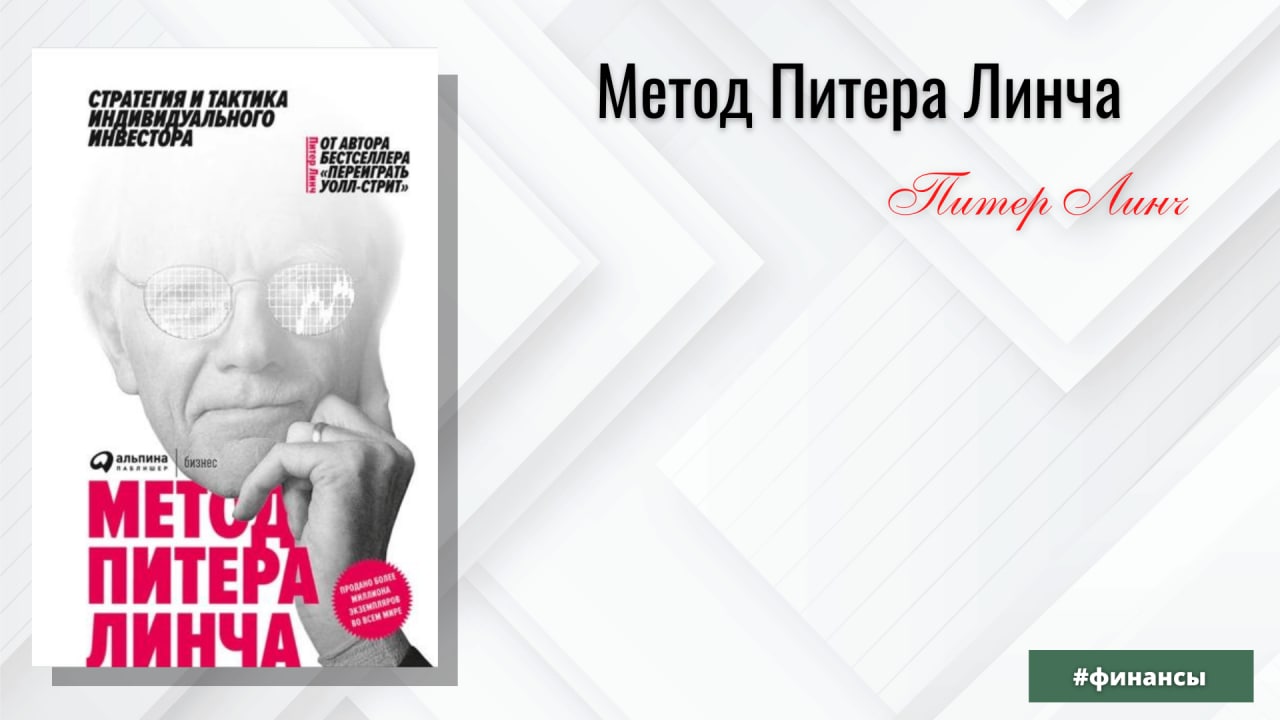 СТРАТЕГИЯ И ТАКТИКА
ИНДИВИДУАЛЬНОГО
ИНВЕСТОРА
Питер Линч
ОТ АВТОРА
БЕСТСЕЛЛЕРА
«ПЕРЕИГРАТЬ
УОЛЛ-СТРИТ»
альпина
ПАБЛИШЕР
бизнес
МЕТОД
ПИТЕРА
ЛИНЧА
ПРОДАНО БОЛЕЕ
МИЛЛИОНА
ЭКЗЕМПЛЯРОВ
ВО ВСЕМ МИРЕ
Метод Питера Линча
Питер Линч
#финансы